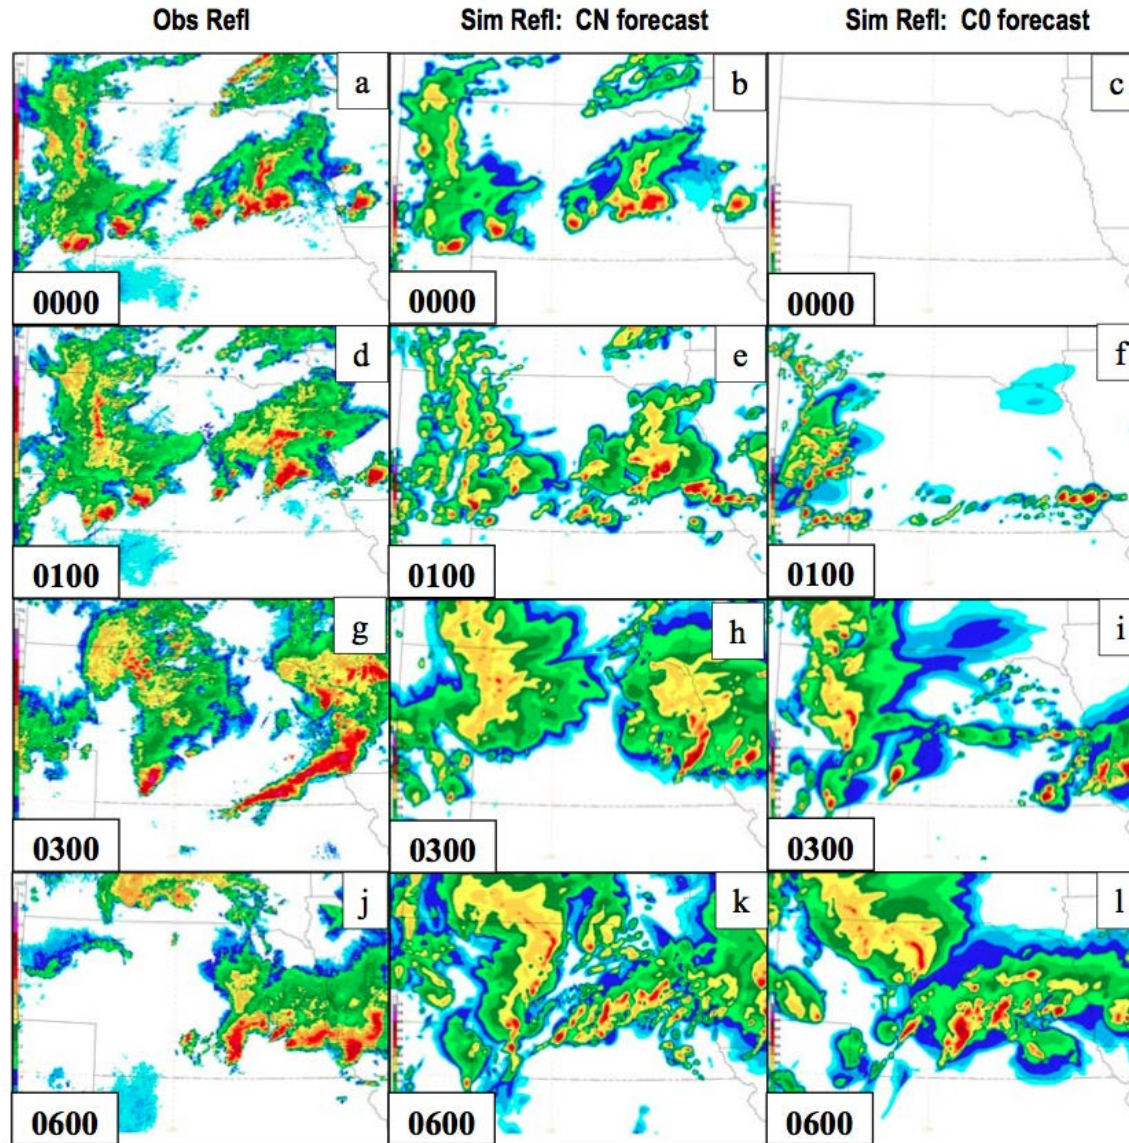 Obs Refl Sim Refl: CN forecast Sim Refl: C0 forecast
a b c
0000 0000 0000
d e f
0100 0100 0100
g h i
0300 0300 0300
j k l
0600 0600 0600